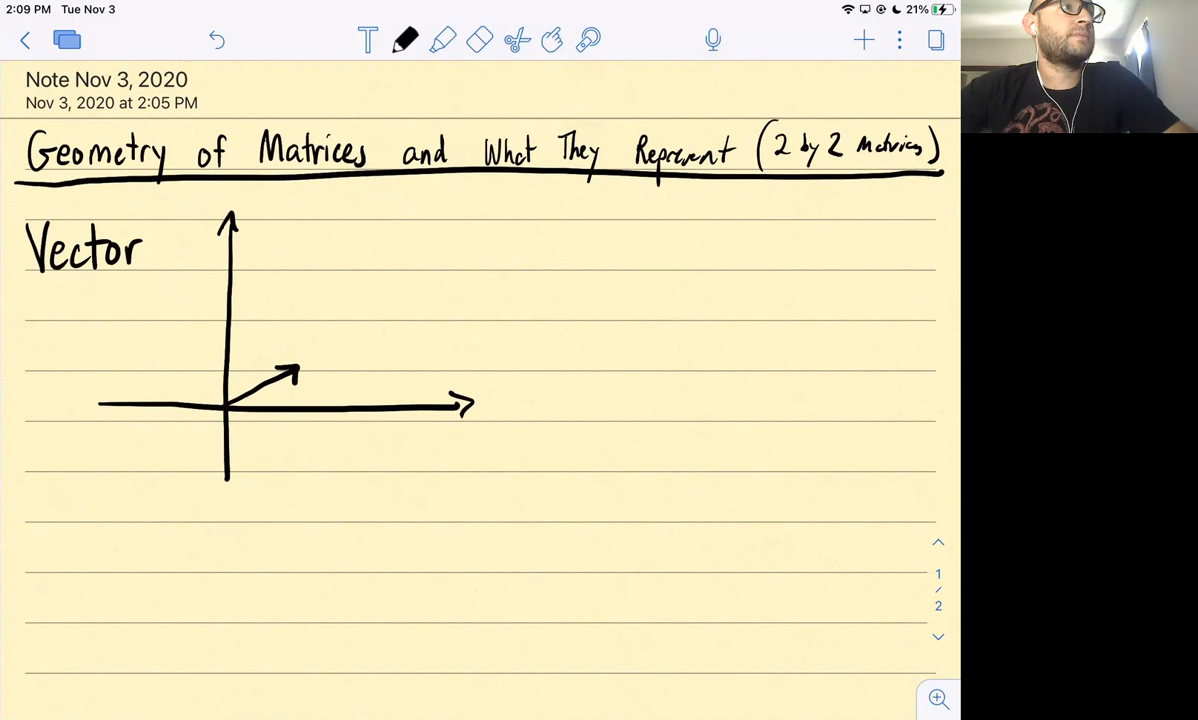 2:09 PM Tue Nov 3
21%
T
Note Nov 3, 2020
Nov 3, 2020 at 2:05 PM
Geometry of Matrices and What They Represent (2 by 2 Matrices)
Vector
1
/
2